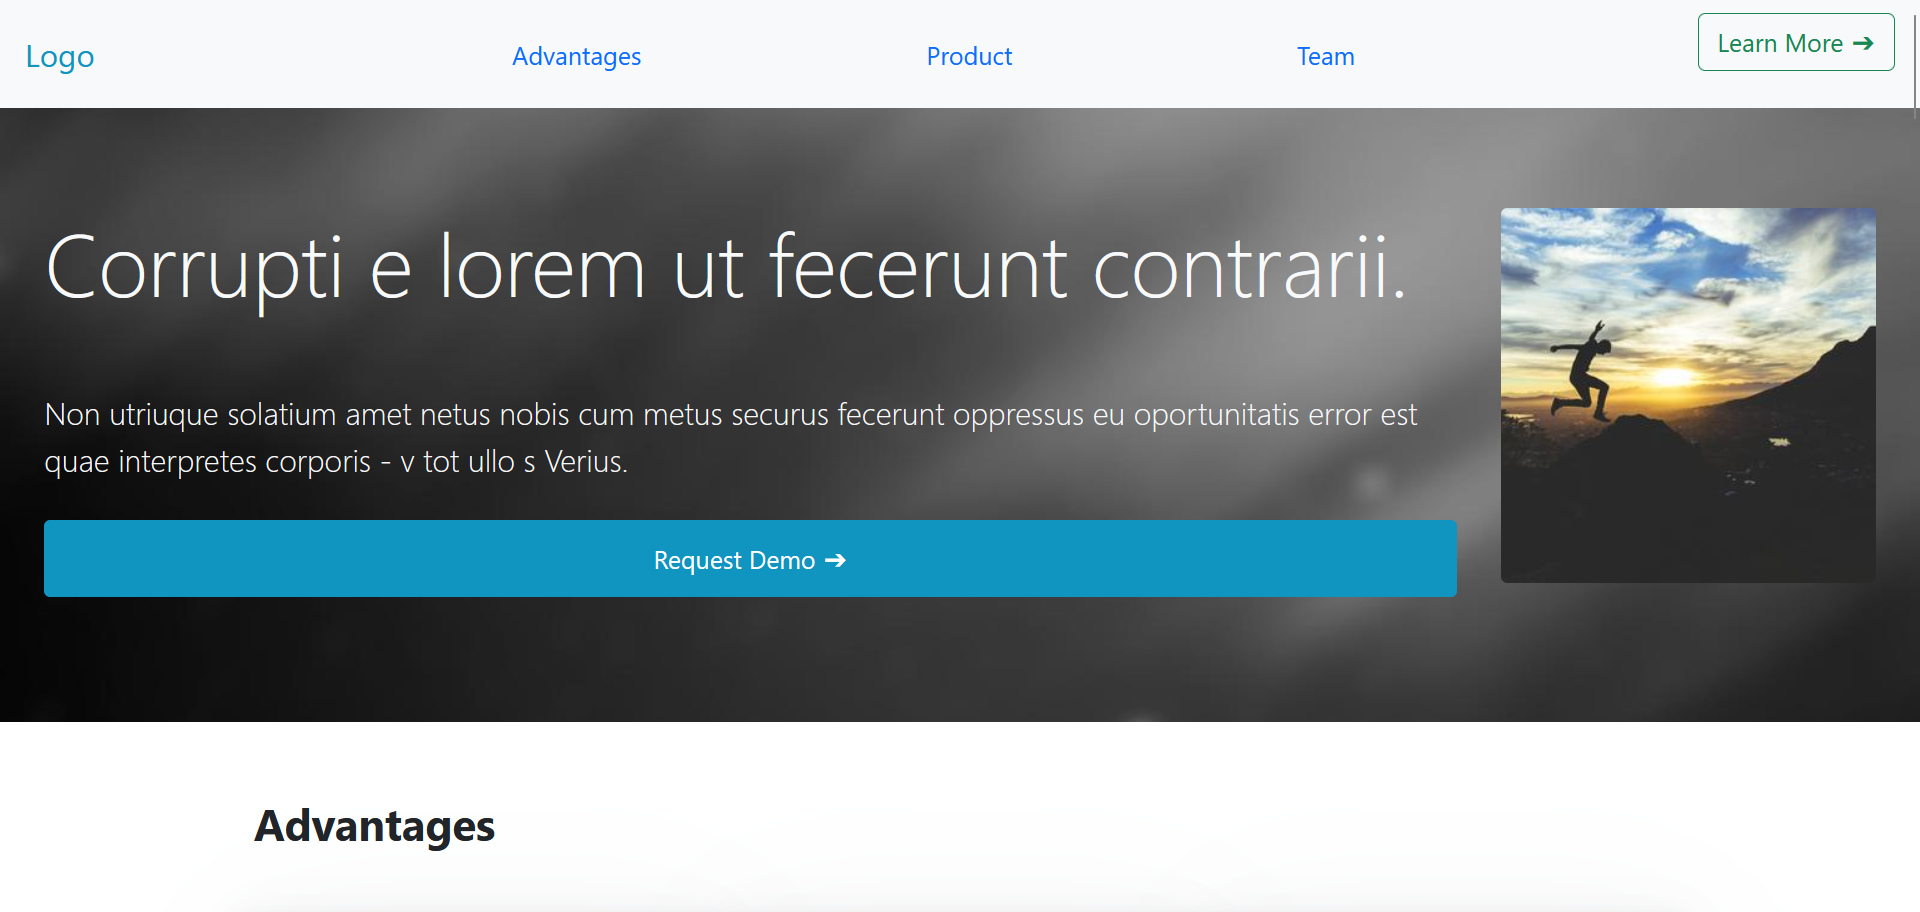 Logo
Advantages
Product
Team
Learn More ➔
Corrupti e lorem ut fecerunt contrarii.
Non utriuque solatium amet netus nobis cum metus securus fecerunt oppressus eu oportunitatis error est
quae interpretes corporis - v tot ullo s Verius.
Request Demo ➔
Advantages